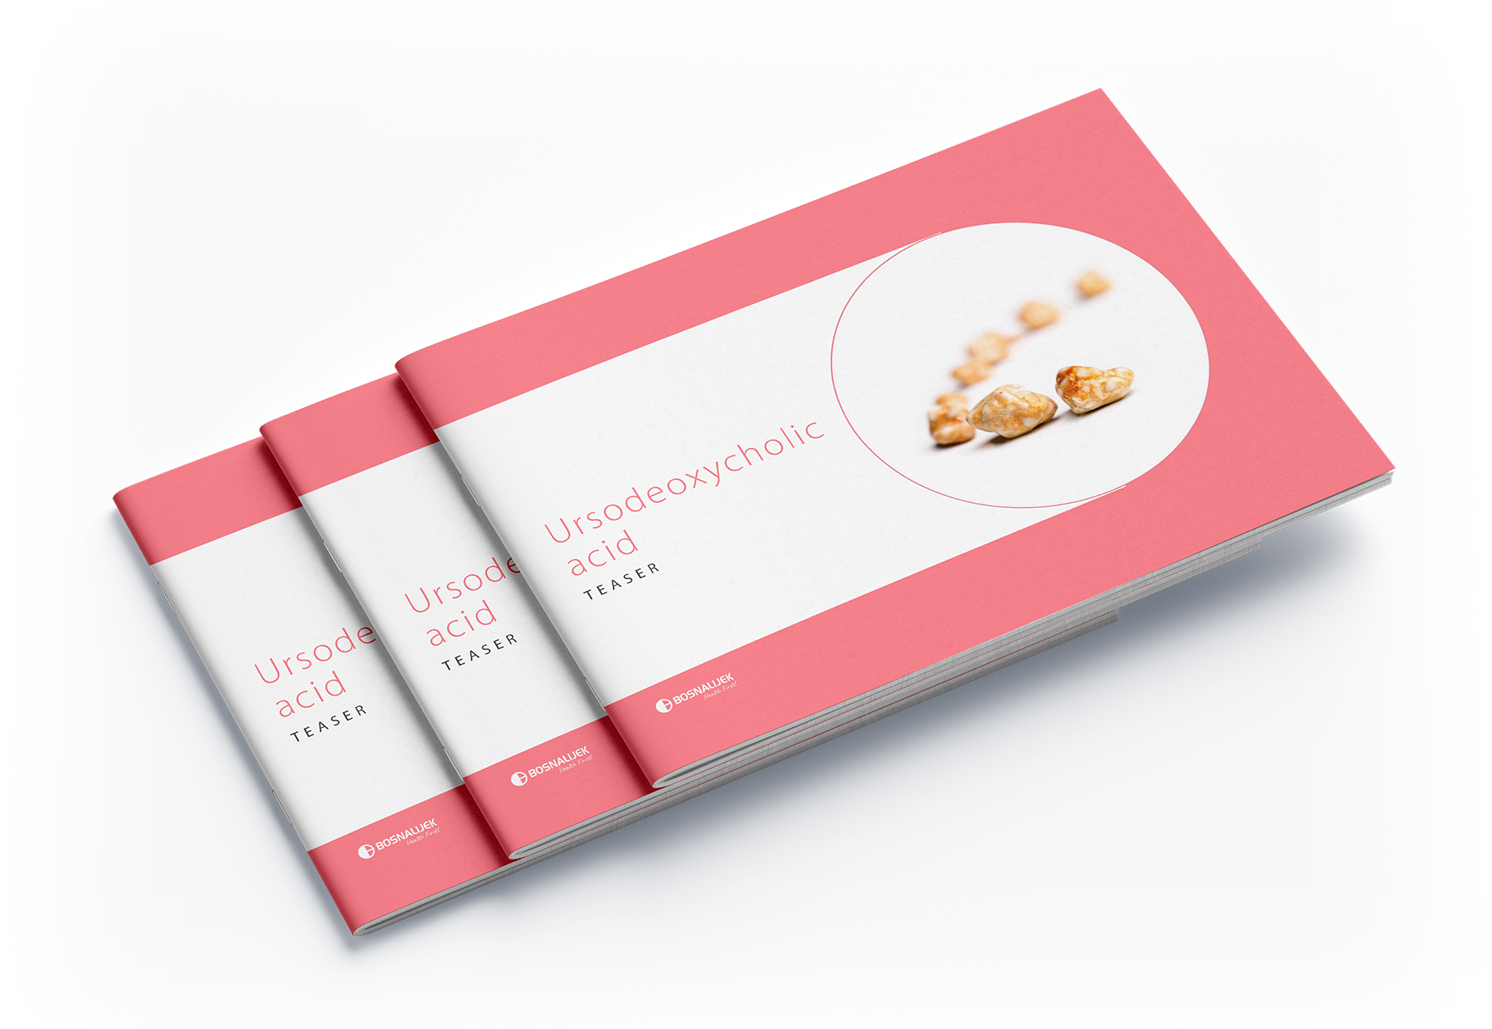 Ursodeoxycholic
acid
TEASER
BOSNALIJEK
Health First!
Ursode
acid
TEASER
BOSNALIJEK
Health First!
Ursode
acid
TEASER
BOSNALIJEK
Health First!